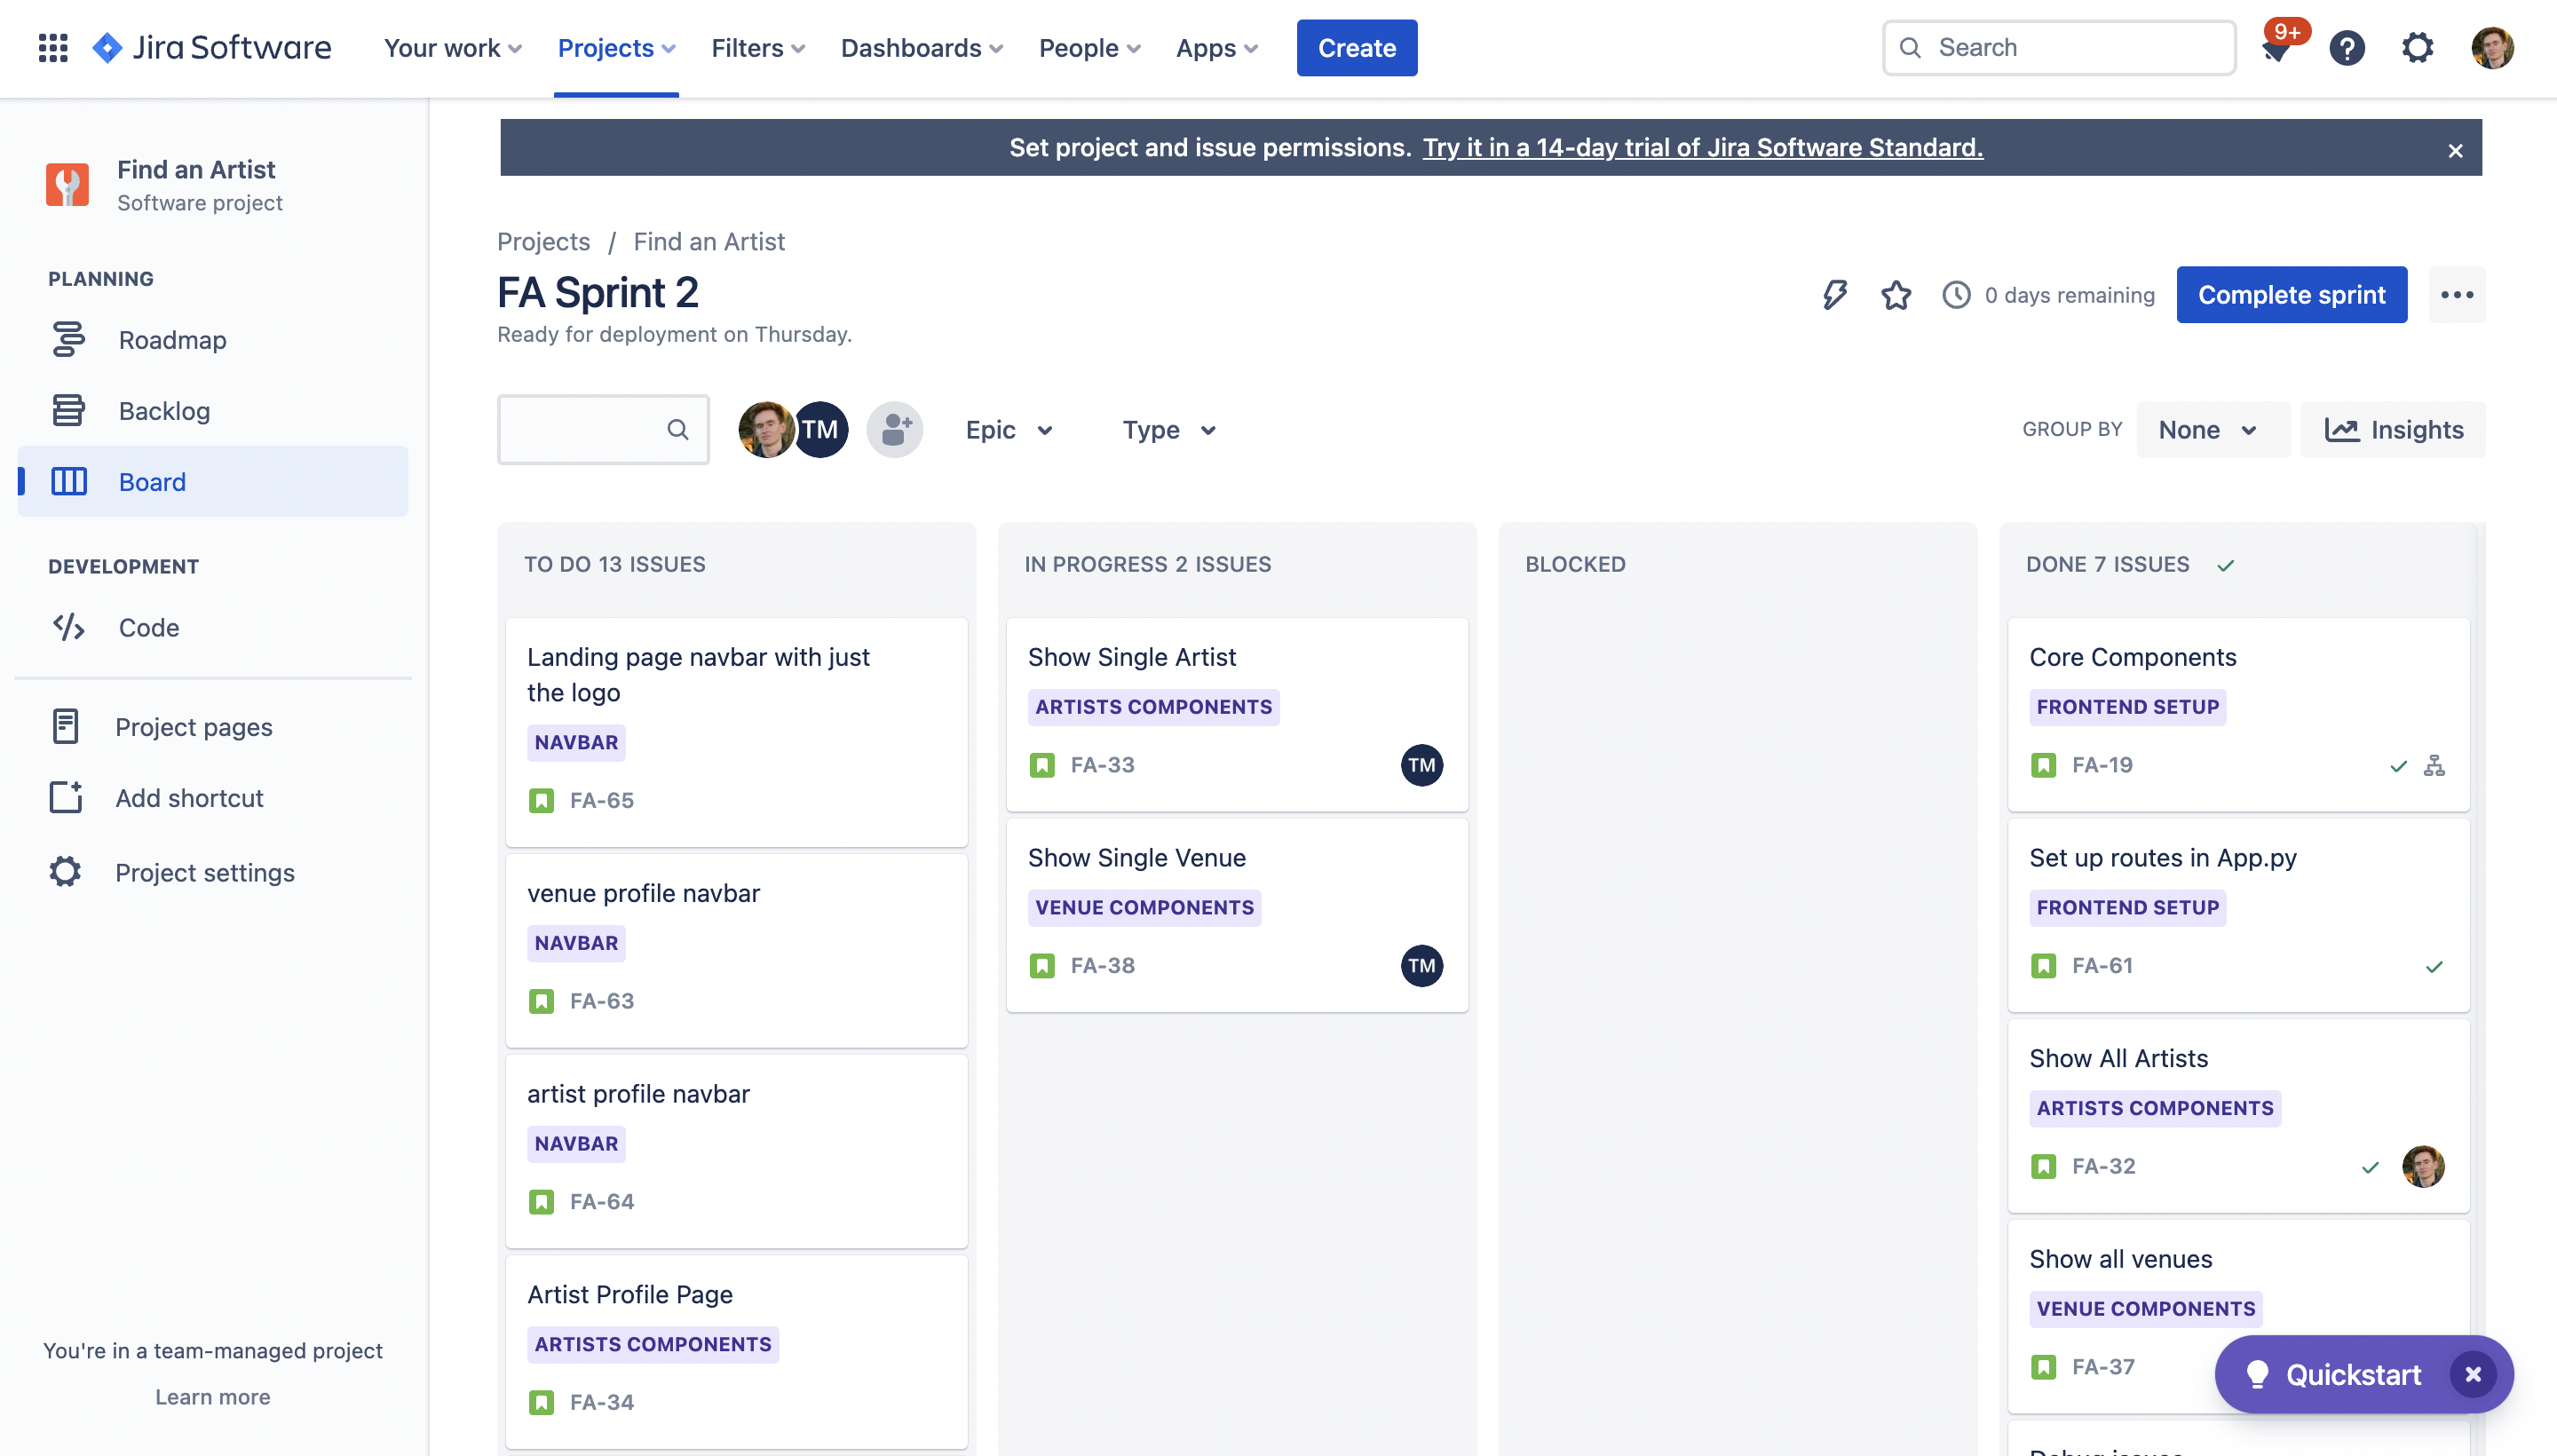 Jira Software
Your work
Projects
Filters
Dashboards
People
Apps
Create
Search
9+
Find an Artist
Software project
PLANNING
Roadmap
Backlog
Board
DEVELOPMENT
Code
Project pages
Add shortcut
Project settings
You're in a team-managed project
Learn more
Set project and issue permissions. Try it in a 14-day trial of Jira Software Standard.
Projects / Find an Artist
FA Sprint 2
Ready for deployment on Thursday.
0 days remaining
Complete sprint
TM
Epic
Type
GROUP BY
None
Insights
TO DO 13 ISSUES
Landing page navbar with just
the logo
NAVBAR
FA-65
venue profile navbar
NAVBAR
FA-63
artist profile navbar
NAVBAR
FA-64
Artist Profile Page
ARTISTS COMPONENTS
FA-34
IN PROGRESS 2 ISSUES
Show Single Artist
ARTISTS COMPONENTS
FA-33
TM
Show Single Venue
VENUE COMPONENTS
FA-38
TM
BLOCKED
DONE 7 ISSUES
Core Components
FRONTEND SETUP
FA-19
Set up routes in App.py
FRONTEND SETUP
FA-61
Show All Artists
ARTISTS COMPONENTS
FA-32
Show all venues
VENUE COMPONENTS
FA-37
Quickstart